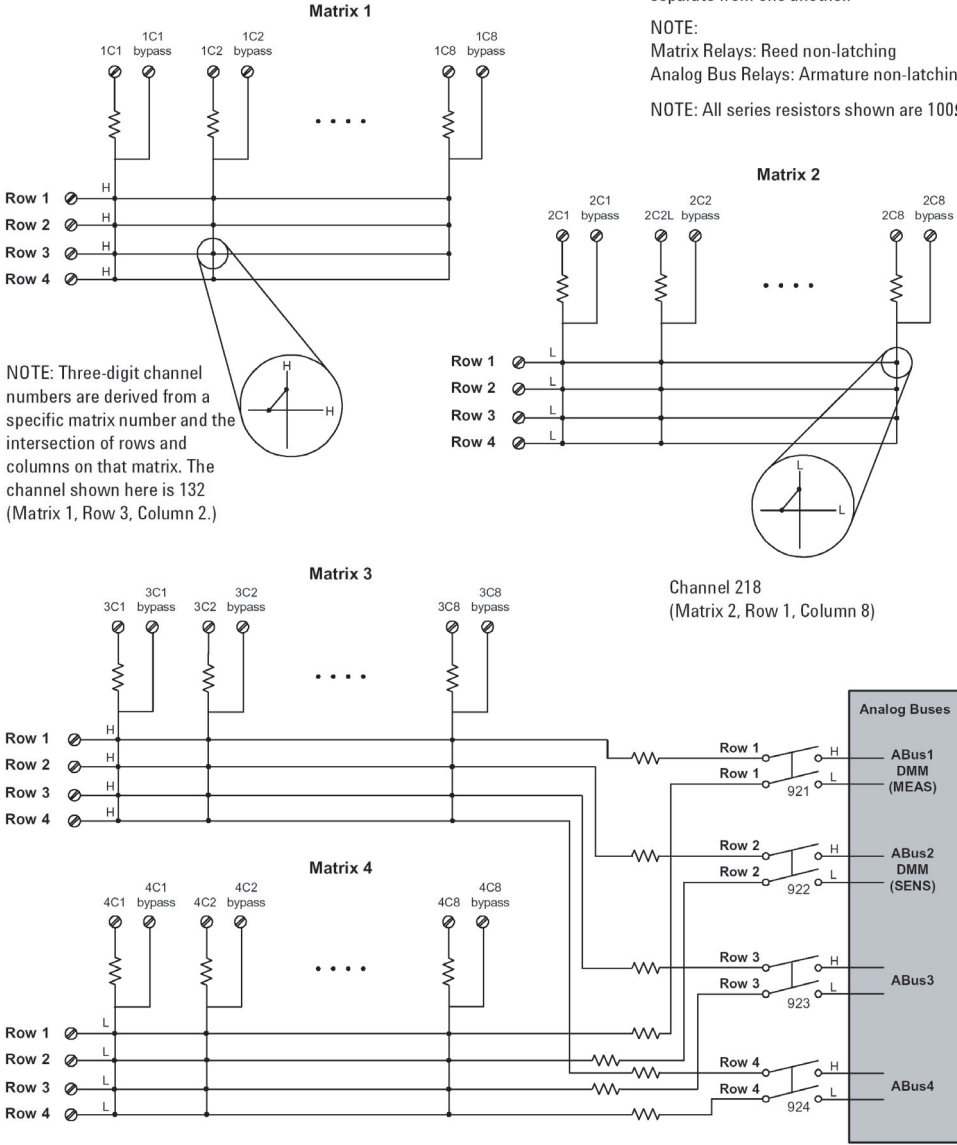 separate from one another.
NOTE:
Matrix Relays: Reed non-latching
Analog Bus Relays: Armature non-latchin
NOTE: All series resistors shown are 100
Matrix 1
1C1
1C1 bypass
1C2
1C2 bypass
1C8
1C8 bypass
Row 1 H
Row 2 H
Row 3 H
Row 4 H
H
H
NOTE: Three-digit channel
numbers are derived from a
specific matrix number and the
intersection of rows and
columns on that matrix. The
channel shown here is 132
(Matrix 1, Row 3, Column 2.)
Matrix 2
2C1
2C1 bypass
2C2L
2C2 bypass
2C8
2C8 bypass
Row 1 L
Row 2 L
Row 3 L
Row 4 L
L
L
Channel 218
(Matrix 2, Row 1, Column 8)
Matrix 3
3C1
3C1 bypass
3C2
3C2 bypass
3C8
3C8 bypass
Row 1 H
Row 2 H
Row 3 H
Row 4 H
Matrix 4
4C1
4C1 bypass
4C2
4C2 bypass
4C8
4C8 bypass
Row 1 L
Row 2 L
Row 3 L
Row 4 L
Analog Buses
Row 1 H
Row 1 L
921
ABus1
DMM
(MEAS)
Row 2 H
Row 2 L
922
ABus2
DMM
(SENS)
Row 3 H
Row 3 L
923
ABus3
Row 4 H
Row 4 L
924
ABus4